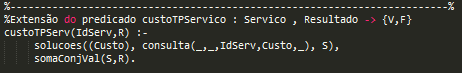 %--------------------------------------------------------------------%
%Extensão do predicado custoTPServico : Servico , Resultado -> {V,F}
custoTPServ(IdServ,R) :-
    solucoes((Custo), consulta(_,_,IdServ,Custo,_), S),
    somaConjVal(S,R).